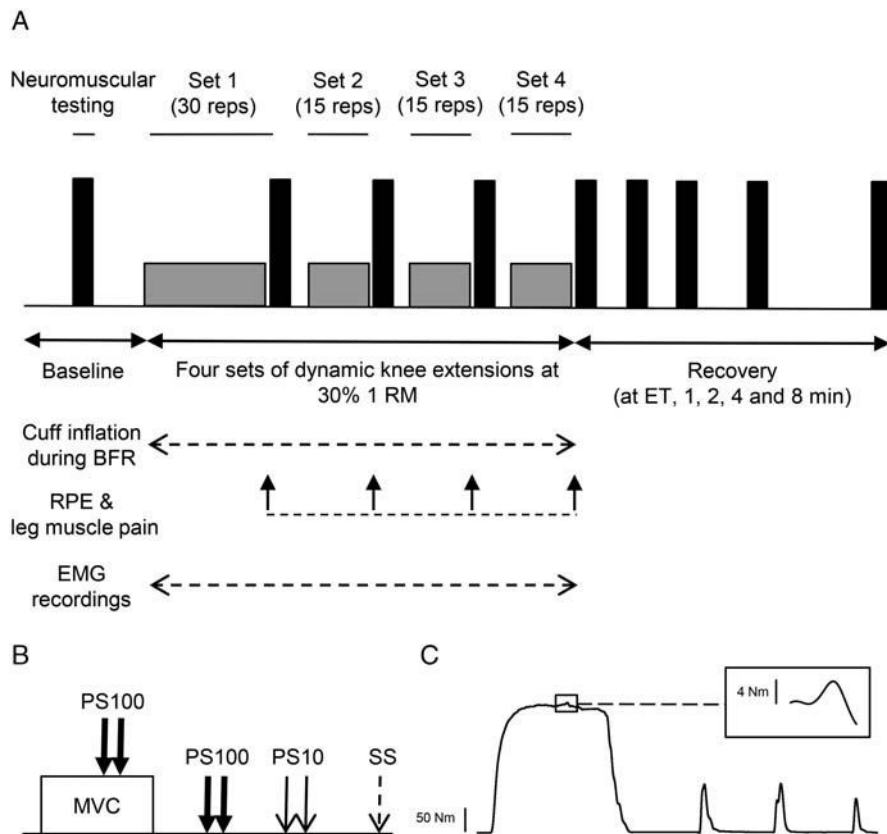 A
Neuromuscular testing
Set 1
(30 reps)
Set 2
(15 reps)
Set 3
(15 reps)
Set 4
(15 reps)
Baseline
Four sets of dynamic knee extensions at
30% 1 RM
Recovery
(at ET, 1, 2, 4 and 8 min)
Cuff inflation
during BFR
RPE &
leg muscle pain
EMG
recordings
B
PS100
MVC
PS100
PS10
SS
C
4 Nm
50 Nm